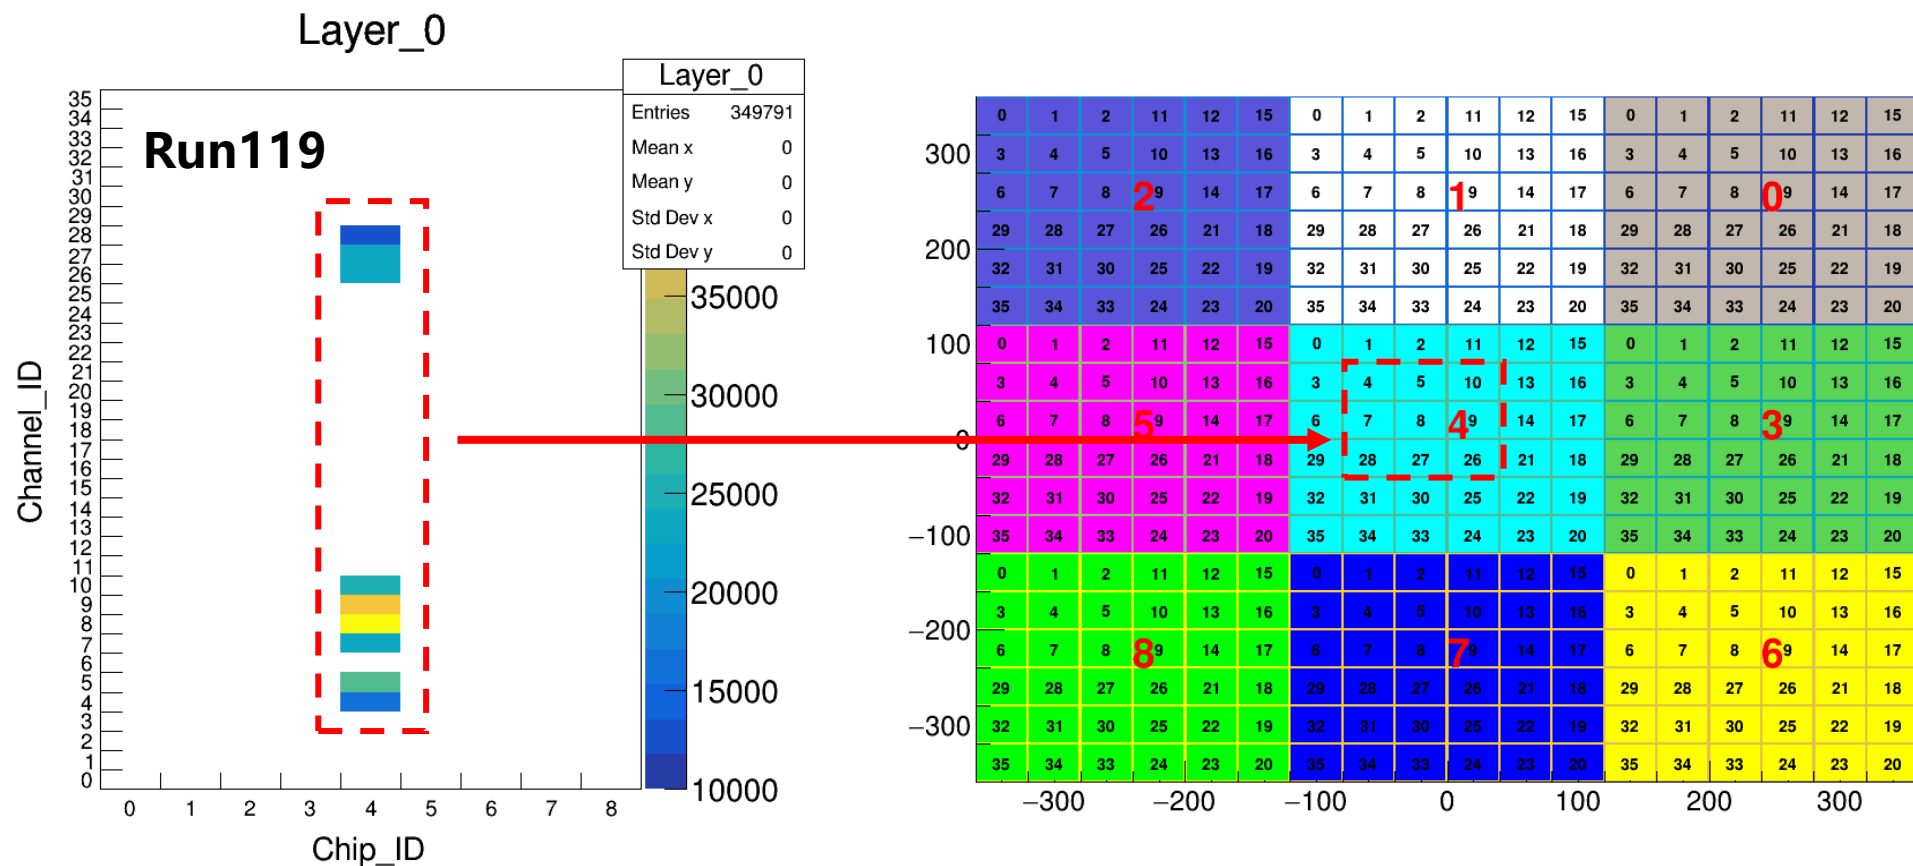 Layer_0
Layer_0
Entries 349791
Mean x 0
Mean y 0
Std Dev x 0
Std Dev y 0
Run119
35
34
33
32
31
30
29
28
27
26
25
24
23
22
21
20
19
18
17
16
15
14
13
12
11
10
9
8
7
6
5
4
3
2
1
0
Channel_ID
0 1 2 3 4 5 6 7 8
Chip_ID
35000
30000
25000
20000
15000
10000
0 1 2 11 12 15 0 1 2 11 12 15 0 1 2 11 12 15
300 3 4 5 10 13 16 3 4 5 10 13 16 3 4 5 10 13 16
6 7 8 2 9 14 17 6 7 8 1 9 14 17 6 7 8 0 9 14 17
200 29 28 27 26 21 18 29 28 27 26 21 18 29 28 27 26 21 18
32 31 30 25 22 19 32 31 30 25 22 19 32 31 30 25 22 19
35 34 33 24 23 20 35 34 33 24 23 20 35 34 33 24 23 20
100 0 1 2 11 12 15 0 1 2 11 12 15 0 1 2 11 12 15
3 4 5 10 13 16 3 4 5 10 13 16 3 4 5 10 13 16
6 7 8 5 9 14 17 6 7 8 4 9 14 17 6 7 8 3 9 14 17
0 29 28 27 26 21 18 29 28 27 26 21 18 29 28 27 26 21 18
32 31 30 25 22 19 32 31 30 25 22 19 32 31 30 25 22 19
−100 35 34 33 24 23 20 35 34 33 24 23 20 35 34 33 24 23 20
0 1 2 11 12 15 0 1 2 11 12 15 0 1 2 11 12 15
3 4 5 10 13 16 3 4 5 10 13 16 3 4 5 10 13 16
−200 6 7 8 8 9 14 17 6 7 8 7 9 14 17 6 7 8 6 9 14 17
29 28 27 26 21 18 29 28 27 26 21 18 29 28 27 26 21 18
−300 32 31 30 25 22 19 32 31 30 25 22 19 32 31 30 25 22 19
35 34 33 24 23 20 35 34 33 24 23 20 35 34 33 24 23 20
−300 −200 −100 0 100 200 300